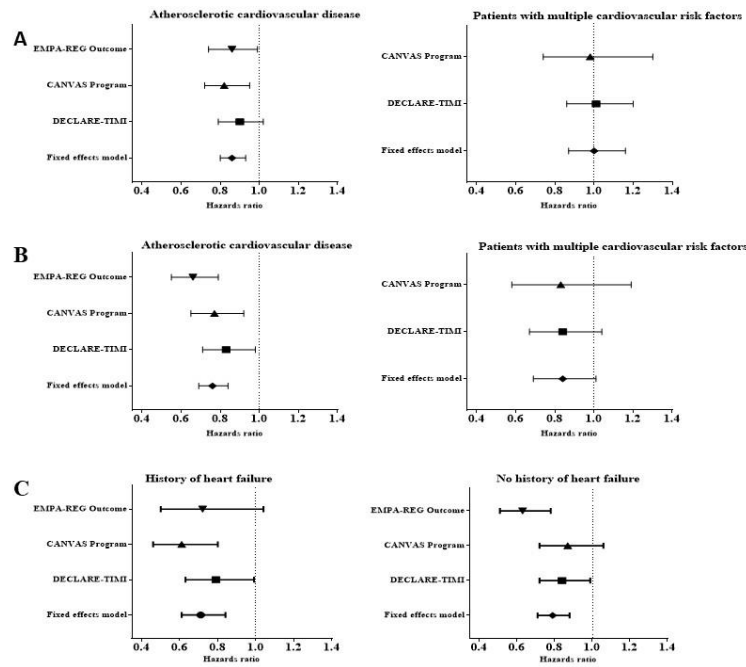 A
Atherosclerotic cardiovascular disease
EMPA-REG Outcome
CANVAS Program
DECLARE-TIMI
Fixed effects model
0.4 0.6 0.8 1.0 1.2 1.4
Hazards ratio
Patients with multiple cardiovascular risk factors
CANVAS Program
DECLARE-TIMI
Fixed effects model
0.4 0.6 0.8 1.0 1.2 1.4
Hazards ratio
B
Atherosclerotic cardiovascular disease
EMPA-REG Outcome
CANVAS Program
DECLARE-TIMI
Fixed effects model
0.4 0.6 0.8 1.0 1.2 1.4
Hazards ratio
Patients with multiple cardiovascular risk factors
CANVAS Program
DECLARE-TIMI
Fixed effects model
0.4 0.6 0.8 1.0 1.2 1.4
Hazards ratio
C
History of heart failure
EMPA-REG Outcome
CANVAS Program
DECLARE-TIMI
Fixed effects model
0.4 0.6 0.8 1.0 1.2 1.4
Hazards ratio
No history of heart failure
EMPA-REG Outcome
CANVAS Program
DECLARE-TIMI
Fixed effects model
0.4 0.6 0.8 1.0 1.2 1.4
Hazards ratio